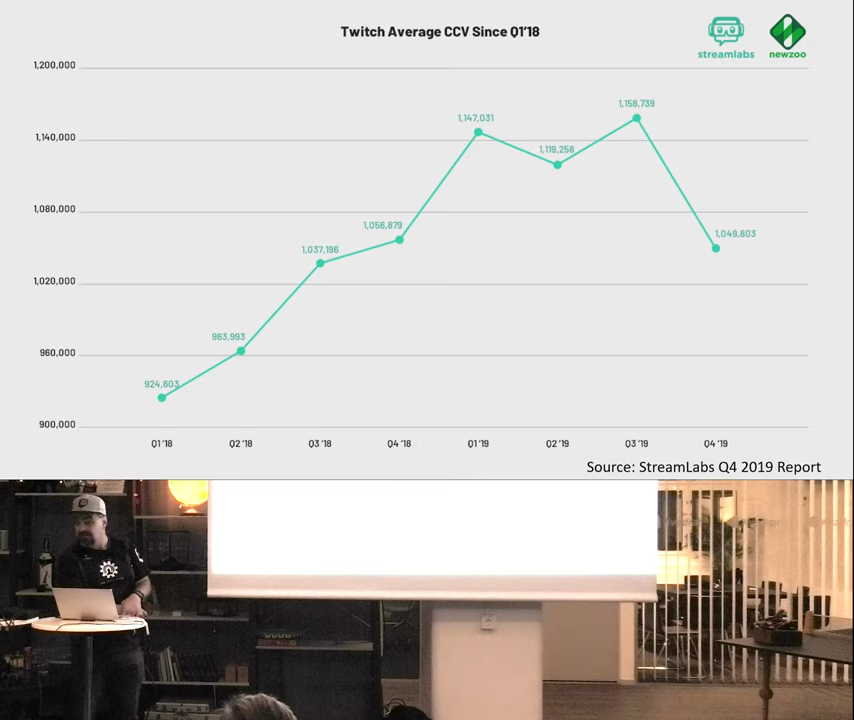 Twitch Average CCV Since Q1'18
streamlabs
newzoo
1,200,000
1,140,000
1,080,000
1,020,000
960,000
900,000
924,603
963,993
1,037,196
1,056,879
1,147,031
1,119,258
1,158,739
1,049,803
Q1 '18
Q2 '18
Q3 '18
Q4 '18
Q1 '19
Q2 '19
Q3 '19
Q4 '19
Source: StreamLabs Q4 2019 Report